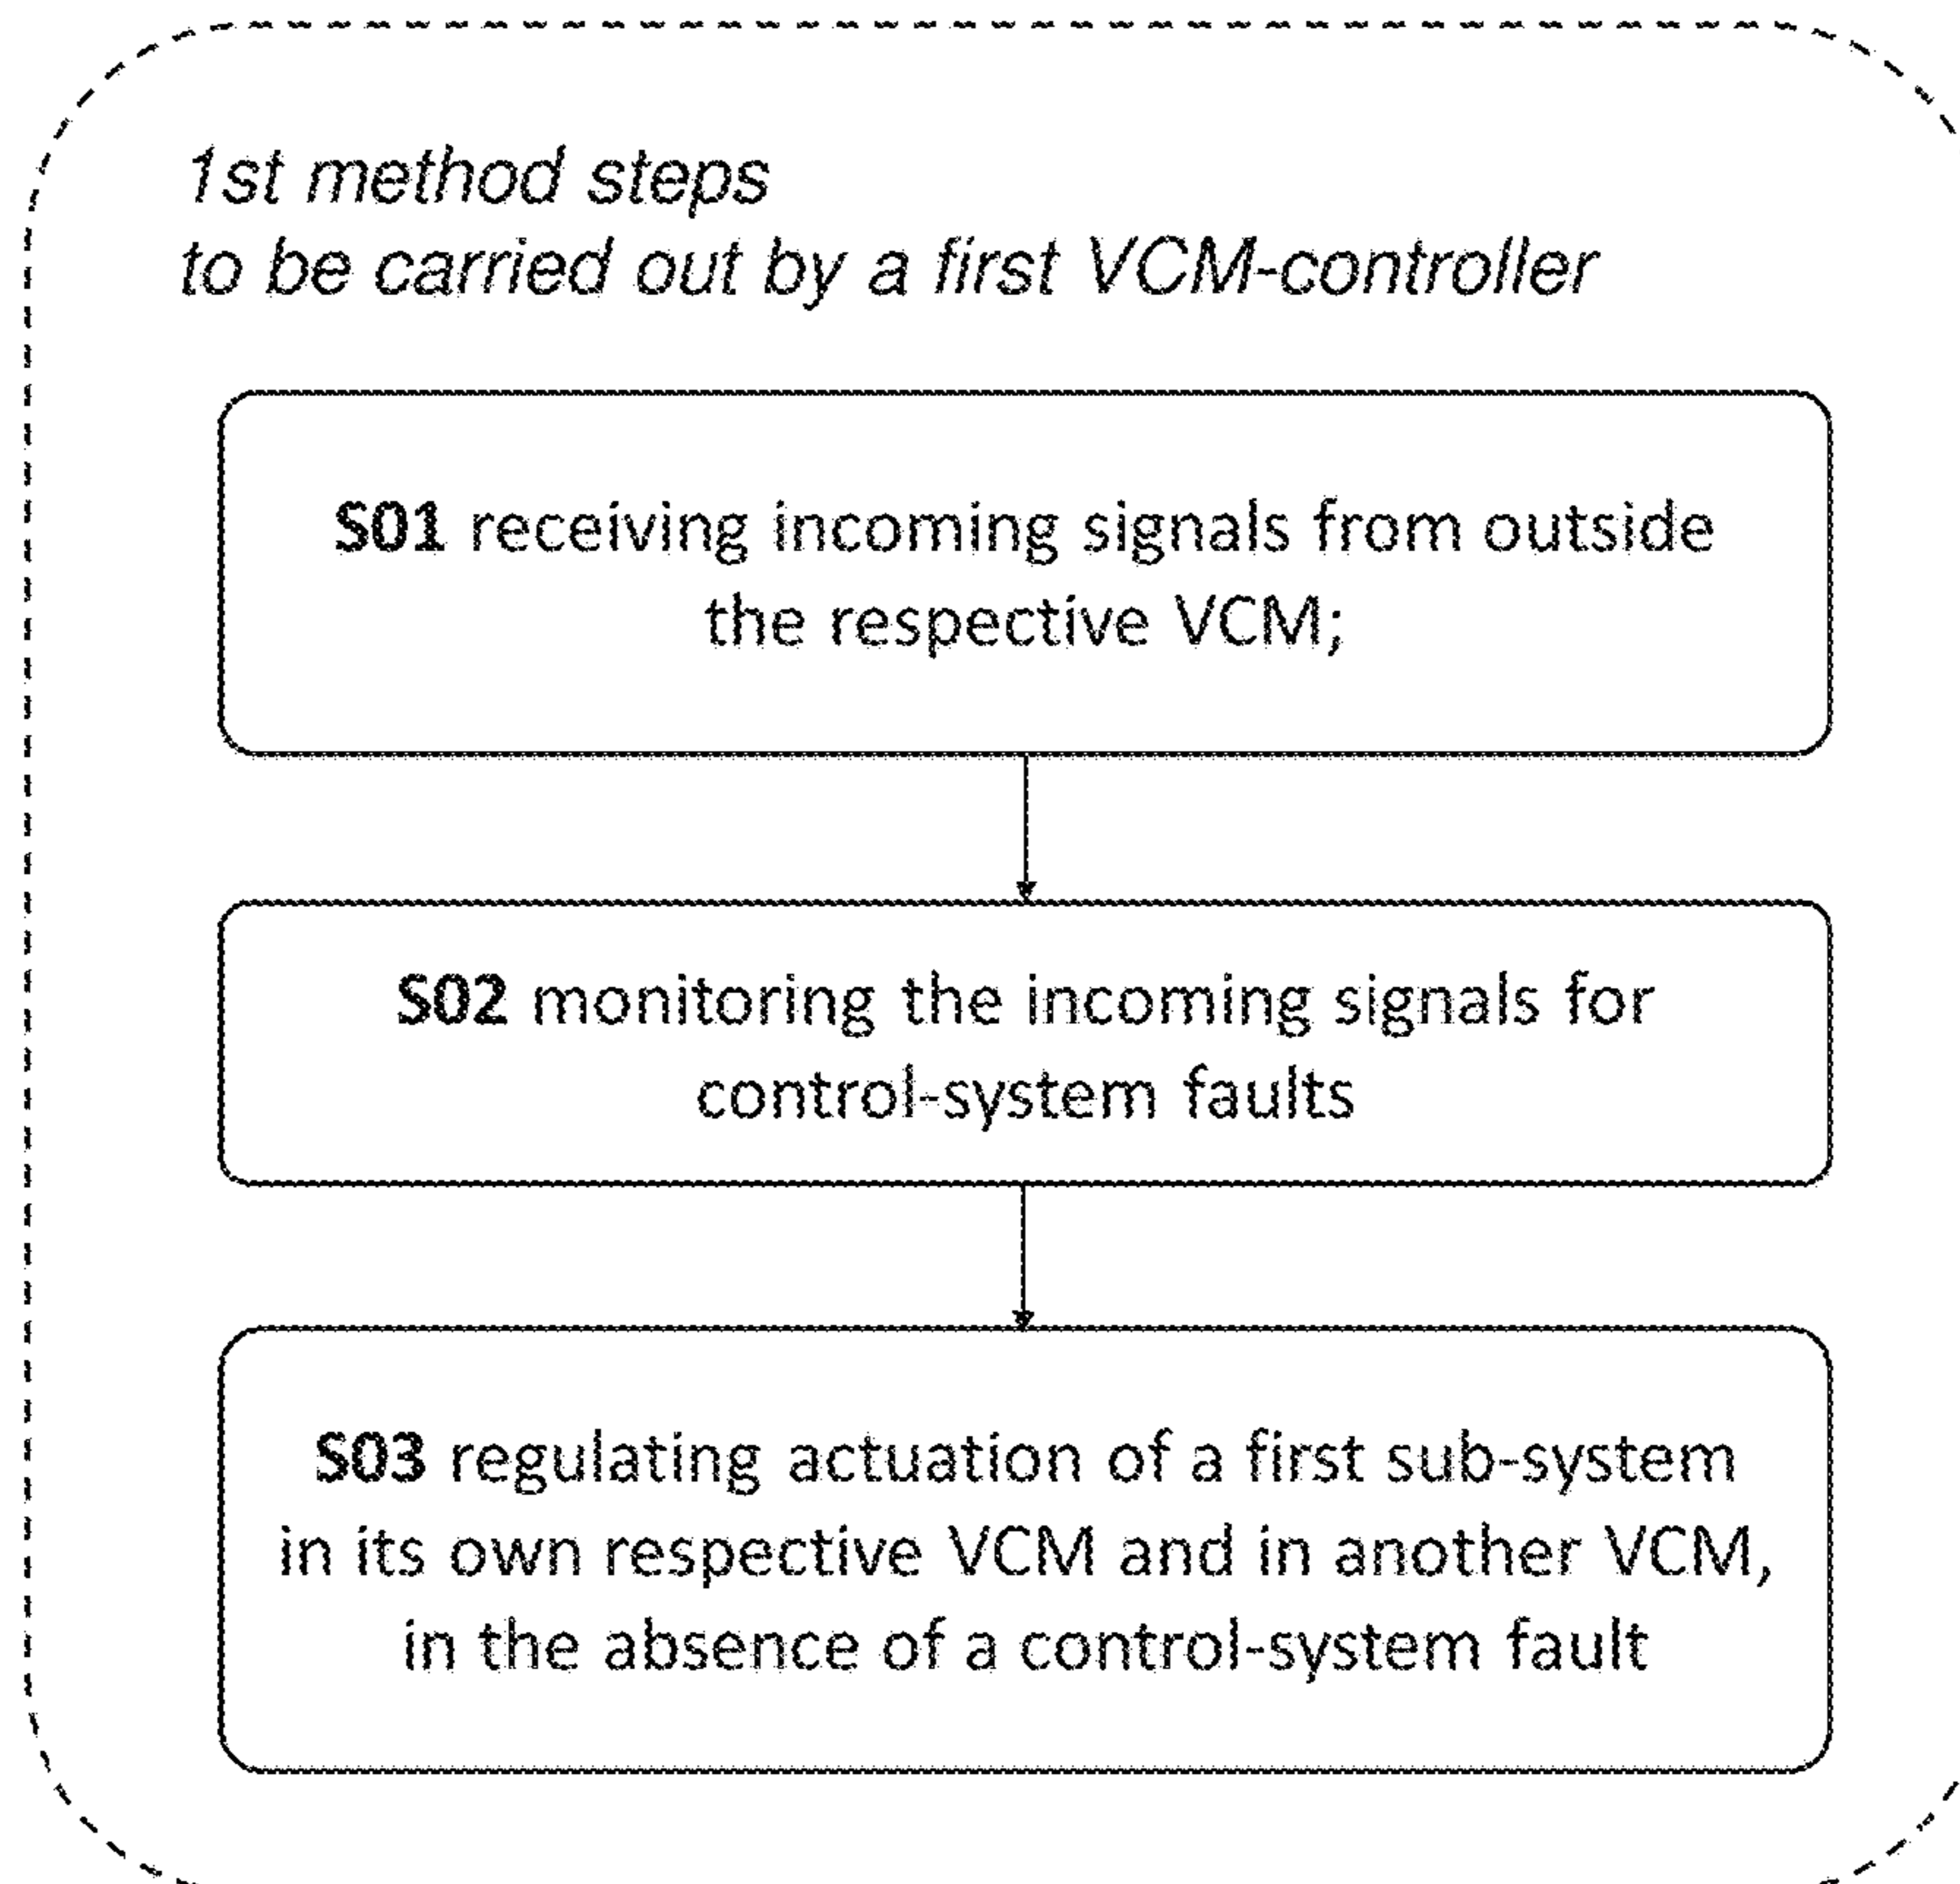 1st method steps
to be carried out by a first VCM-controller
S01 receiving incoming signals from outside
the respective VCM;
S02 monitoring the incoming signals for
control-system faults
S03 regulating actuation of a first sub-system
in its own respective VCM and in another VCM,
in the absence of a control-system fault